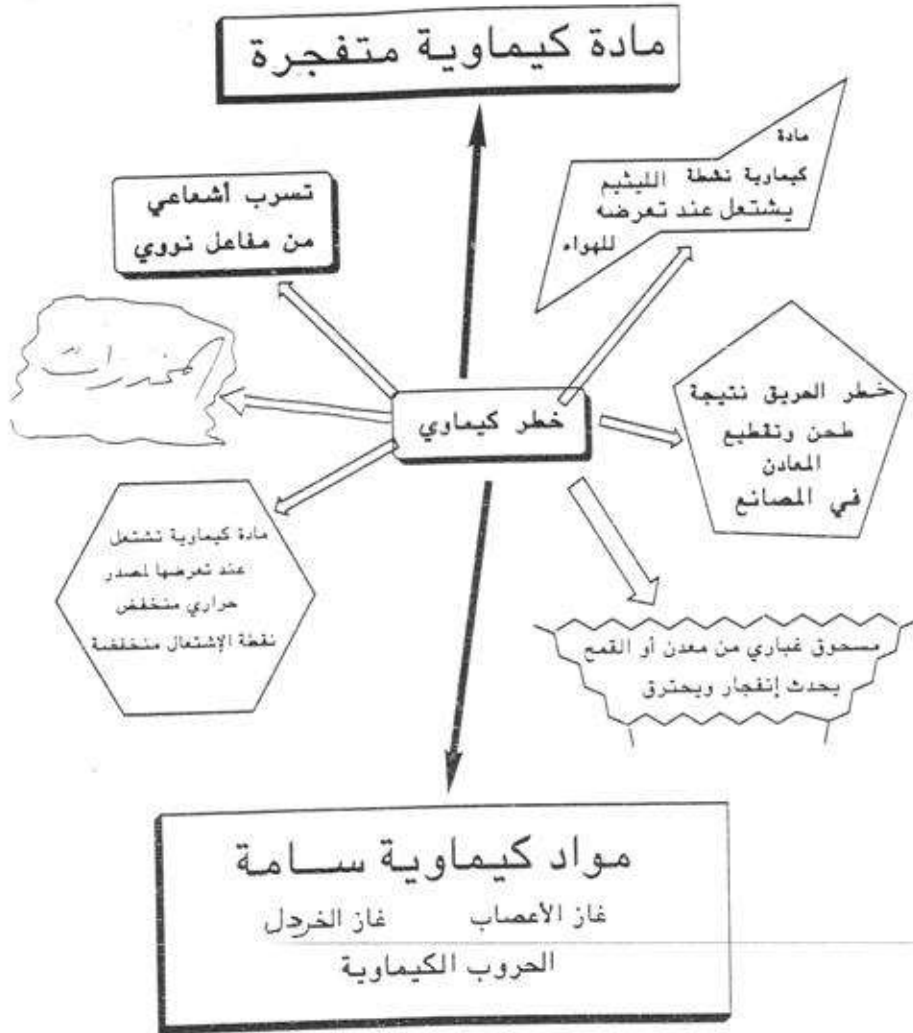 مادة كيماوية متفجرة
مادة
كيماوية نشطة الليثيم
يشتعل عند تعرضه
للهواء
تسرب أشعاعي
من مفاعل نووي
خطر كيماوي
خطر الحريق نتيجة
طحن وتقطيع
المعادن
في المصانع
مادة كيماوية تشتعل
عند تعرضها لمصدر
حراري منخفض
نقطة الإشتعال منخفضة
مسحوق غباري من معدن أو القمح
يحدث إنفجار ويحترق
مواد كيماوية سامة
غاز الأعصاب غاز الخردل
الحروب الكيماوية